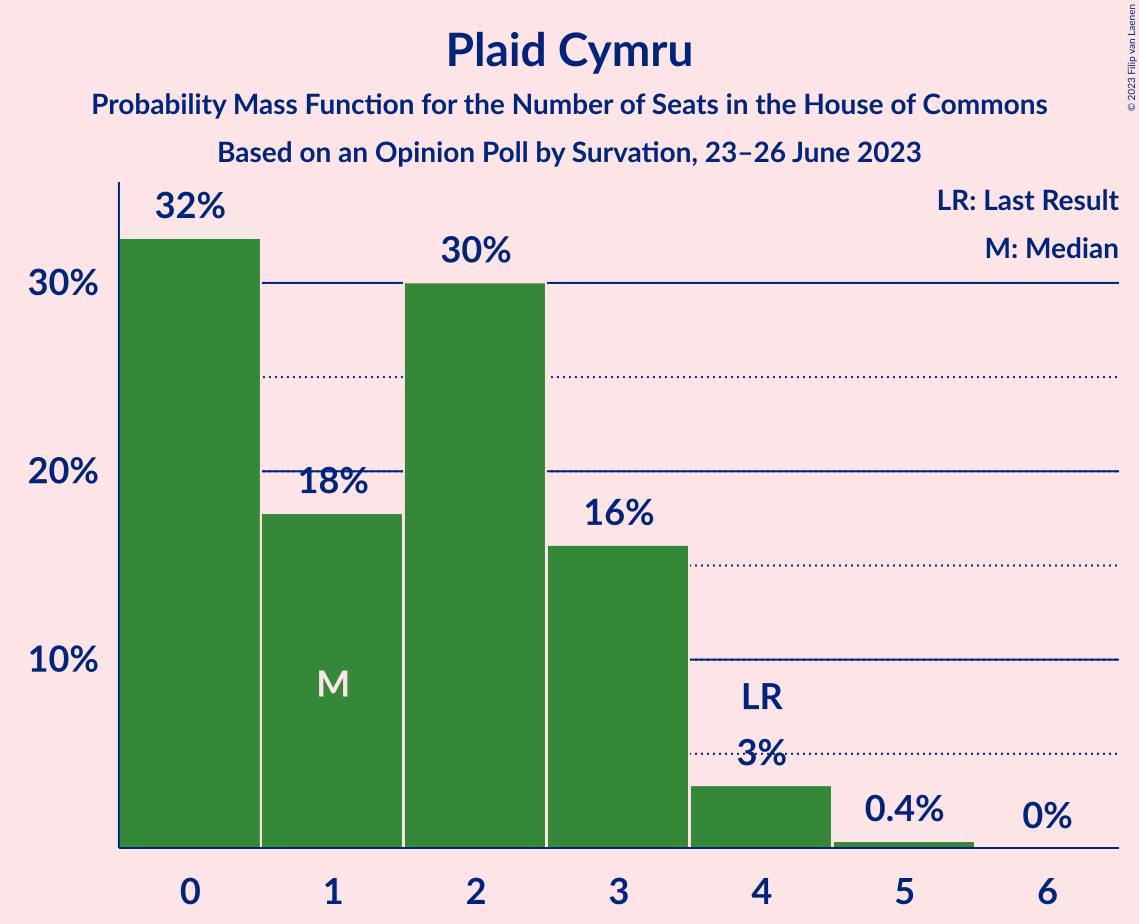 Plaid Cymru
Probability Mass Function for the Number of Seats in the House of Commons
Based on an Opinion Poll by Survation, 23–26 June 2023
© 2023 Filip van Laenen
LR: Last Result
M: Median
32%
30%
30%
20%
18%
16%
10%
M
LR
3%
0.4%
0%
0 1 2 3 4 5 6